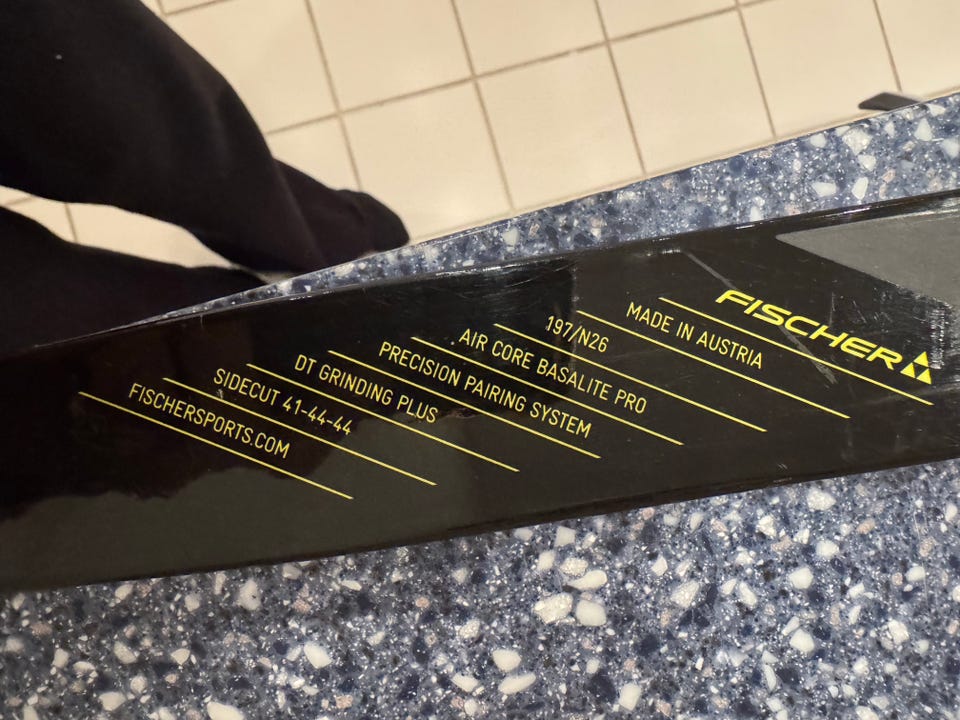 FISCHER
MADE IN AUSTRIA
197/N26
AIR CORE BASALITE PRO
PRECISION PAIRING SYSTEM
DT GRINDING PLUS
SIDECUT 41-44-44
FISCHERSPORTS.COM